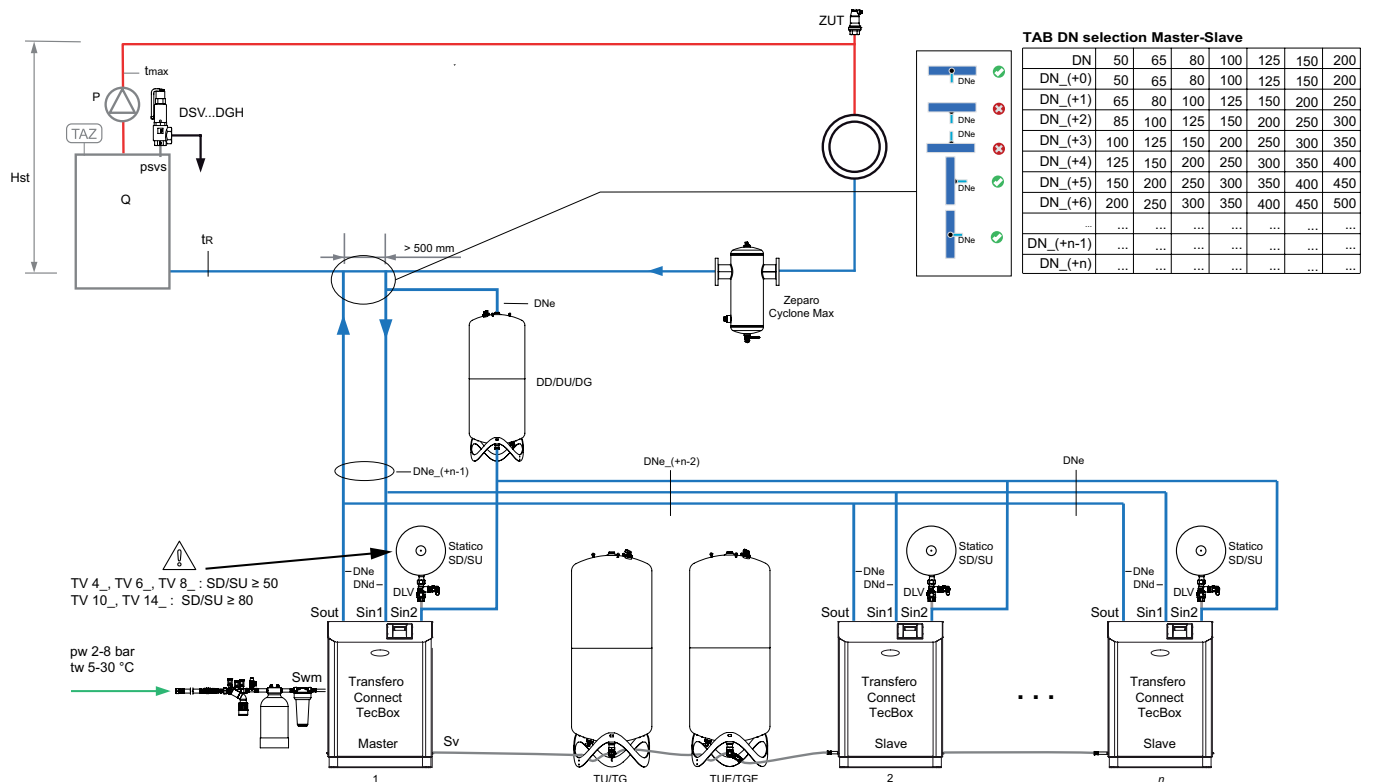 ZUT
TAB DN selection Master-Slave
DN 50 65 80 100 125 150 200
DN_(+0) 50 65 80 100 125 150 200
DN_(+1) 65 80 100 125 150 200 250
DN_(+2) 85 100 125 150 200 250 300
DN_(+3) 100 125 150 200 250 300 350
DN_(+4) 125 150 200 250 300 350 400
DN_(+5) 150 200 250 300 350 400 450
DN_(+6) 200 250 300 350 400 450 500
... ... ... ... ... ... ... ...
DN_(+n-1) ... ... ... ... ... ... ...
DN_(+n) ... ... ... ... ... ... ...
DNe
DNe
DNe
DNe
DNe
tmax
P
DSV...DGH
TAZ
psvs
Hst
Q
tR
> 500 mm
DNe
Zeparo
Cyclone Max
DD/DU/DG
DNe_(+n-1)
DNe_(+n-2)
DNe
TV 4_, TV 6_, TV 8_ : SD/SU ≥ 50
TV 10_, TV 14_ : SD/SU ≥ 80
Statico
SD/SU
DNe
DNd
DLV
Sout Sin1 Sin2
Statico
SD/SU
DNe
DNd
DLV
Sout Sin1 Sin2
Statico
SD/SU
DNe
DNd
DLV
Sout Sin1 Sin2
pw 2-8 bar
tw 5-30 °C
Swm
Transfero
Connect
TecBox
Master
Sv
1
TU/TG
TUE/TGE
Transfero
Connect
TecBox
Slave
2
. . .
Transfero
Connect
TecBox
Slave
n